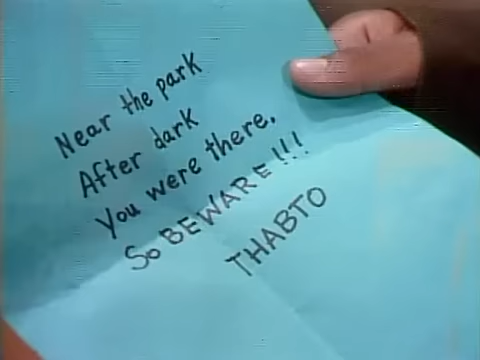 Near the park
After dark
You were there.
So BEWARE!!!
THABTO